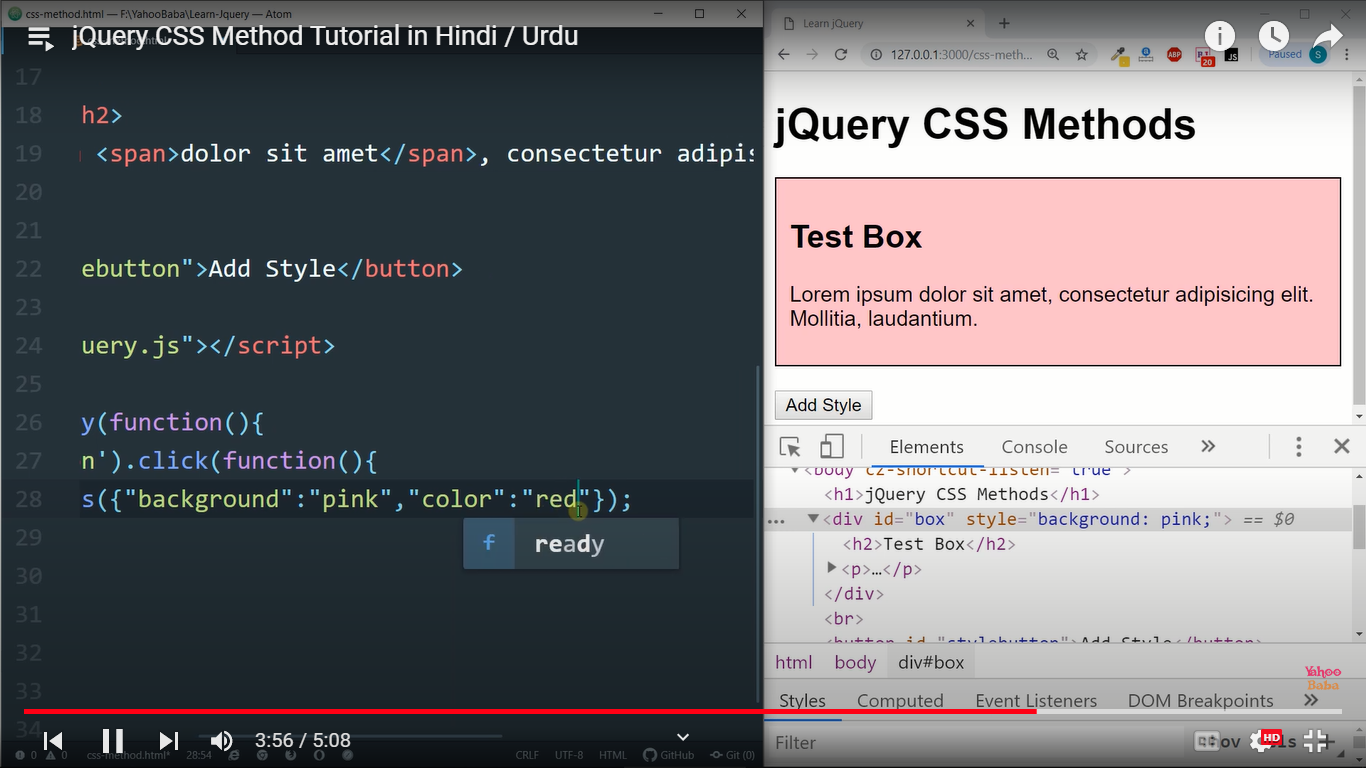 css-method.html — F:\YahooBaba\Learn-Jquery — Atom
jQuery CSS Method Tutorial in Hindi / Urdu
17
18 h2>
19 <span>dolor sit amet</span>, consectetur adipis
20
21
22 ebutton">Add Style</button>
23
24 uery.js"></script>
25
26 y(function(){
27 n').click(function(){
28 s({"background":"pink","color":"red"});
f ready
29
30
31
32
33
34
3:56 / 5:08
0 0 css-method.html* 28:54
CRLF UTF-8 HTML GitHub Git (0)
Learn jQuery
127.0.0.1:3000/css-meth...
ABP
20
JS
Paused S
jQuery CSS Methods
Test Box
Lorem ipsum dolor sit amet, consectetur adipisicing elit.
Mollitia, laudantium.
Add Style
Elements Console Sources »
<body cz-shortcut-listen="true">
<h1>jQuery CSS Methods</h1>
... <div id="box" style="background: pink;"> == $0
<h2>Test Box</h2>
<p>…</p>
</div>
<br>
<button id="stylebutton">Add Style</button>
html body div#box
Yahoo
Baba
Styles Computed Event Listeners DOM Breakpoints »
Filter
HD